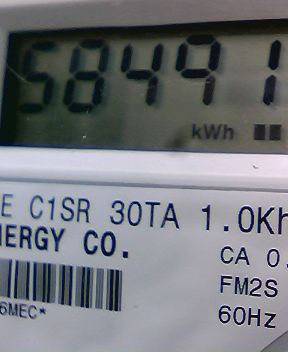 58491
kWh
E C1SR 30TA 1.0Kh
NERGY CO.
CA 0.
FM2S
6MEC*
60Hz